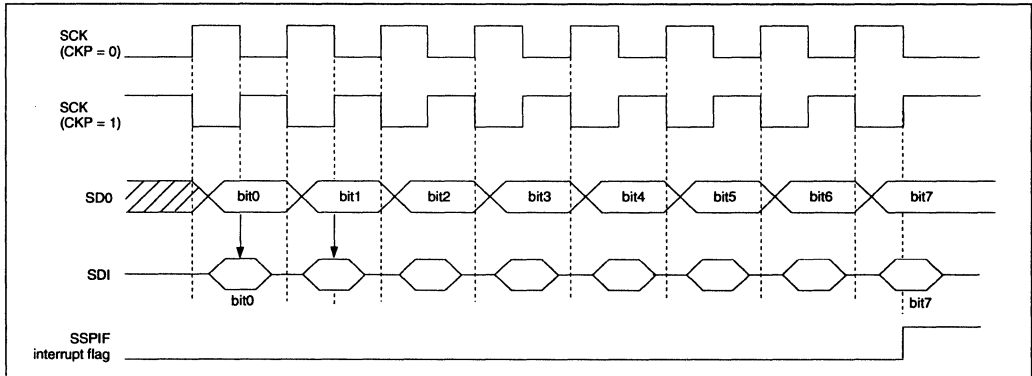 SCK
(CKP = 0)
SCK
(CKP = 1)
SD0
bit0
bit1
bit2
bit3
bit4
bit5
bit6
bit7
SDI
bit0
bit7
SSPIF
interrupt flag